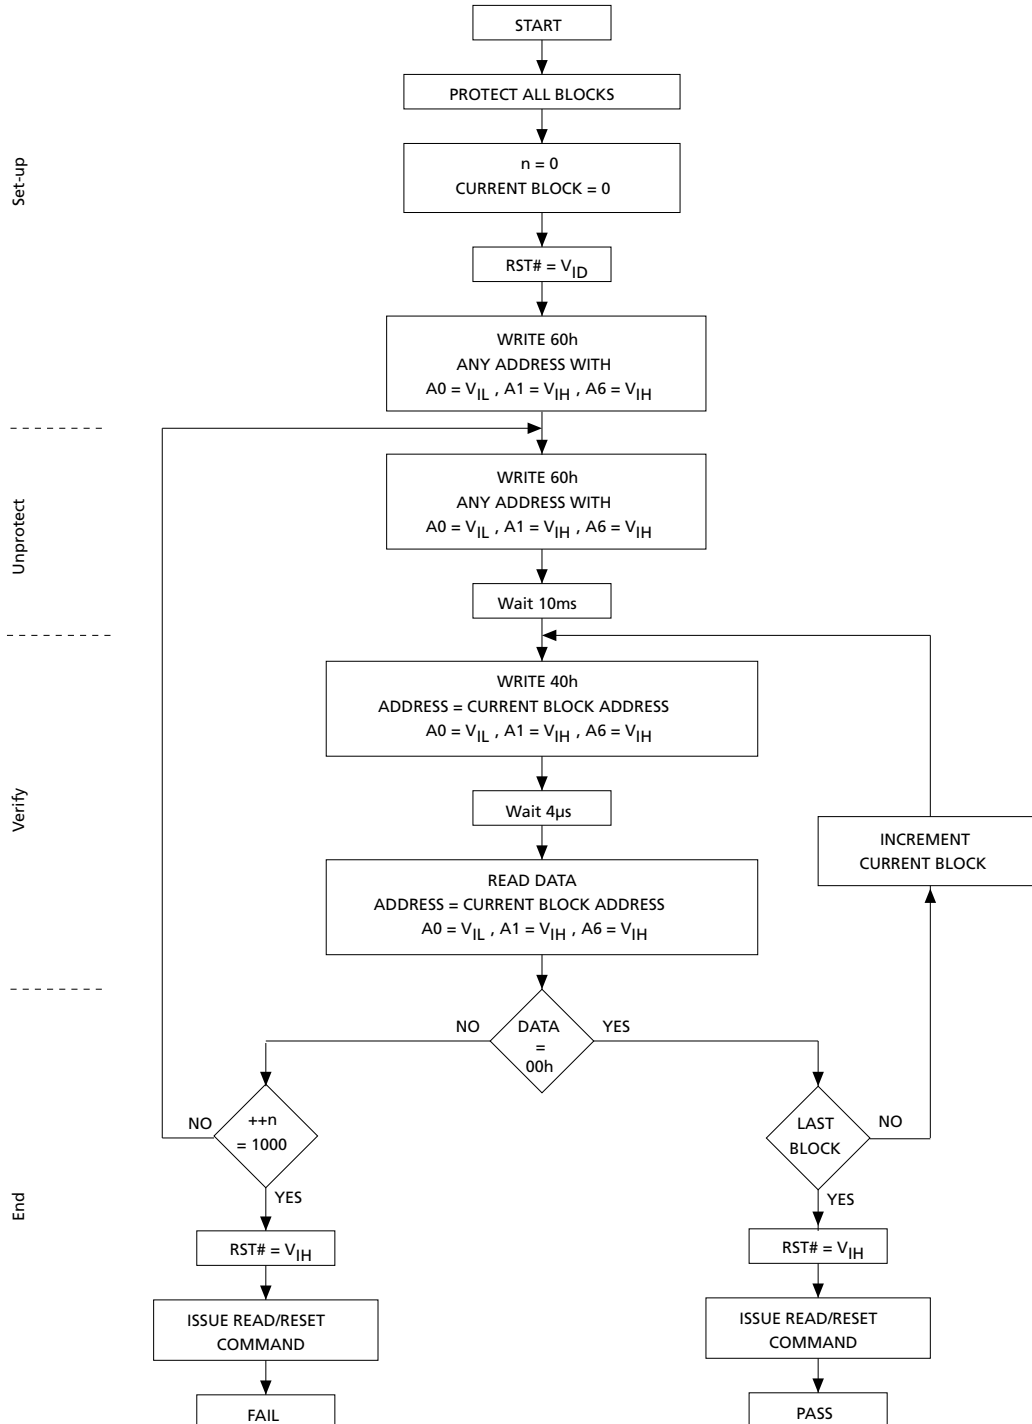 START
PROTECT ALL BLOCKS
n = 0
CURRENT BLOCK = 0
Set-up
RST# = VID
WRITE 60h
ANY ADDRESS WITH
A0 = VIL , A1 = VIH , A6 = VIH
WRITE 60h
ANY ADDRESS WITH
A0 = VIL , A1 = VIH , A6 = VIH
Unprotect
Wait 10ms
WRITE 40h
ADDRESS = CURRENT BLOCK ADDRESS
A0 = VIL , A1 = VIH , A6 = VIH
Verify
Wait 4µs
INCREMENT
CURRENT BLOCK
READ DATA
ADDRESS = CURRENT BLOCK ADDRESS
A0 = VIL , A1 = VIH , A6 = VIH
NO
DATA
=
00h
YES
NO
++n
= 1000
LAST
BLOCK
NO
End
YES
YES
RST# = VIH
RST# = VIH
ISSUE READ/RESET
COMMAND
ISSUE READ/RESET
COMMAND
FAIL
PASS